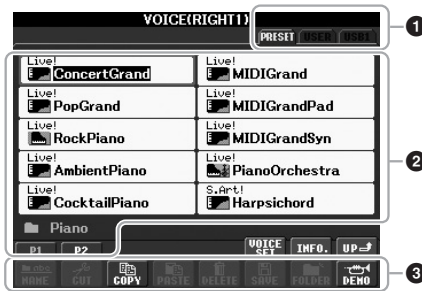 VOICE(RIGHT1)
PRESET USER USB1
1
Live! Live!
ConcertGrand MIDIGrand
Live! Live!
PopGrand MIDIGrandPad
Live! Live!
RockPiano MIDIGrandSyn
Live! Live!
AmbientPiano PianoOrchestra
Live! S.Art!
CocktailPiano Harpsichord
2
Piano
P1 P2 VOICE SET INFO. UP
NAME CUT COPY PASTE DELETE SAVE FOLDER DEMO
3